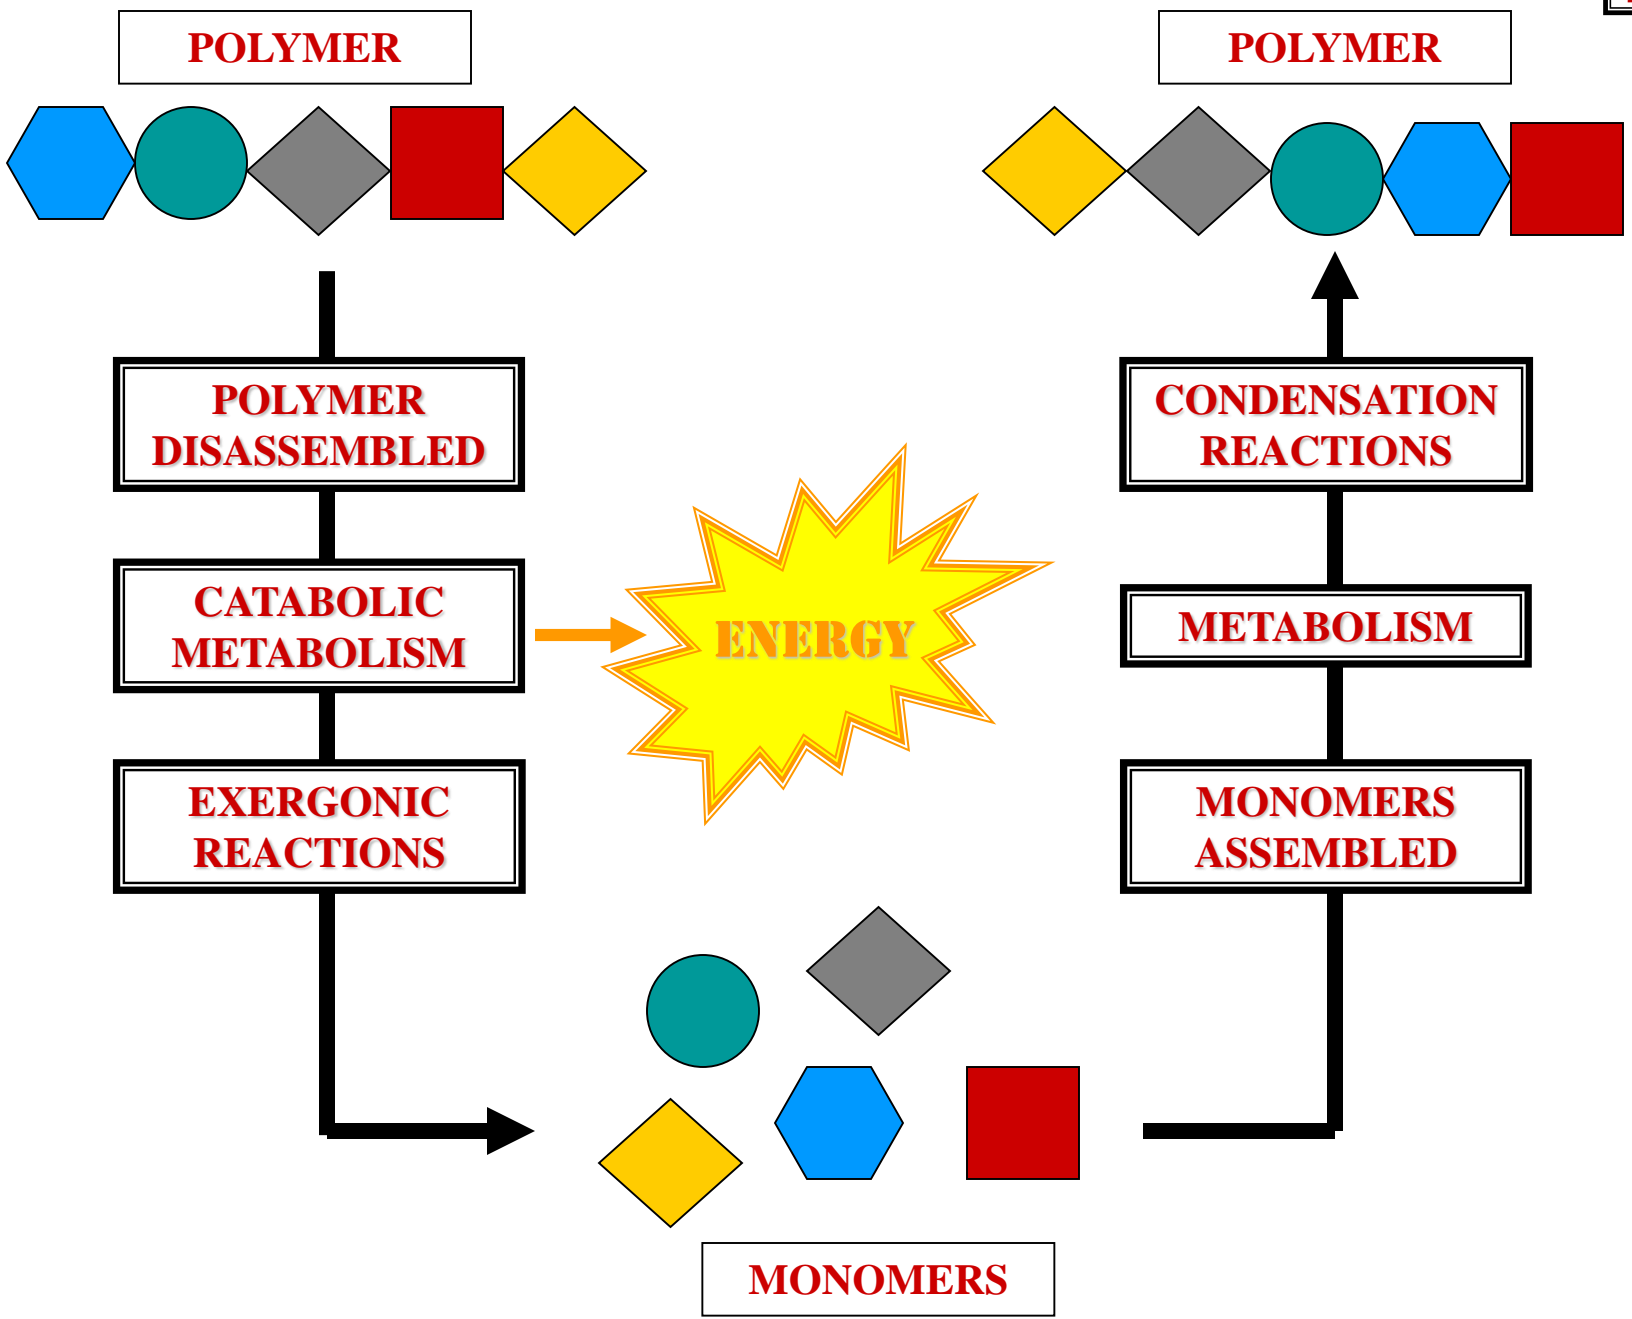 POLYMER
POLYMER
POLYMER
DISASSEMBLED
CATABOLIC
METABOLISM
EXERGONIC
REACTIONS
ENERGY
CONDENSATION
REACTIONS
METABOLISM
MONOMERS
ASSEMBLED
MONOMERS